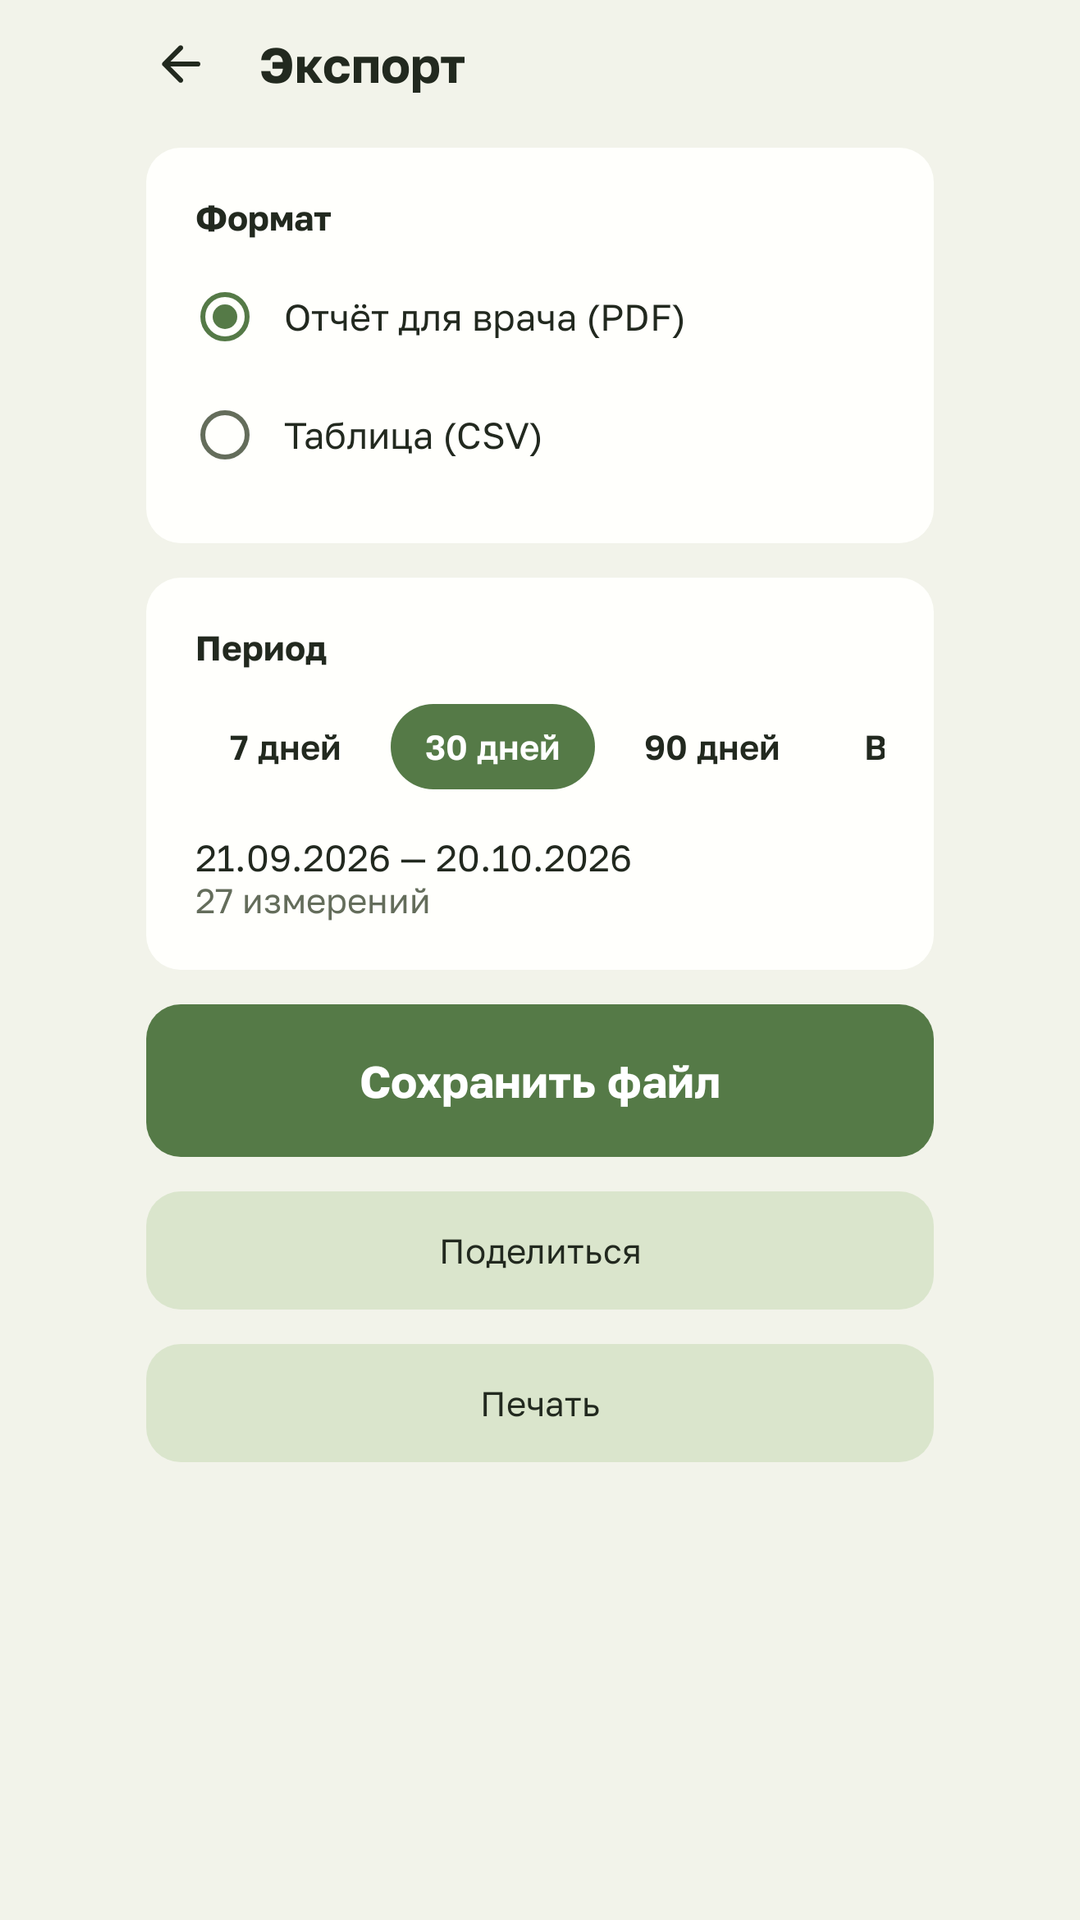 Экспорт
Формат
Отчёт для врача (PDF)
Таблица (CSV)
Период
7 дней
30 дней
90 дней
21.09.2026 — 20.10.2026
27 измерений
Сохранить файл
Поделиться
Печать